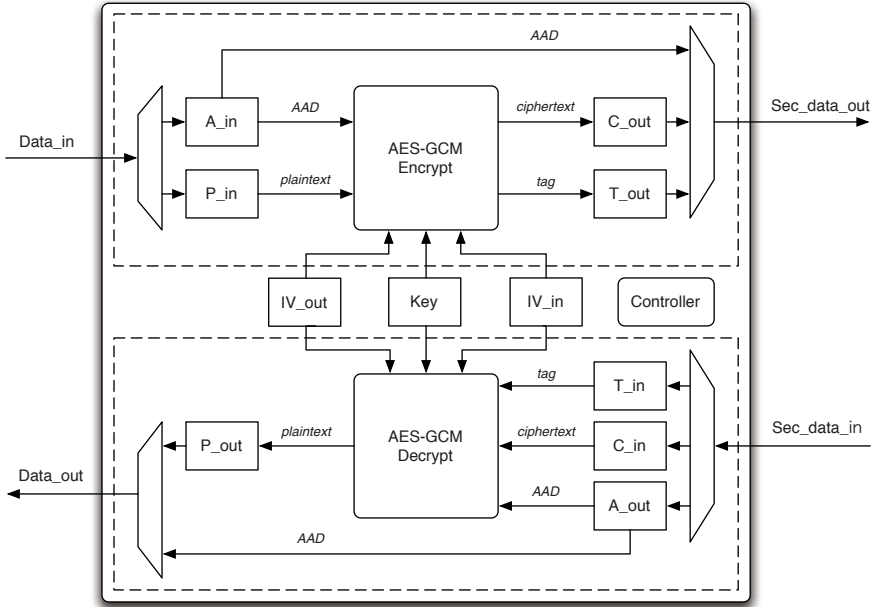 AAD
Data_in
A_in
AAD
AES-GCM
Encrypt
ciphertext
C_out
Sec_data_out
P_in
plaintext
tag
T_out
IV_out
Key
IV_in
Controller
tag
T_in
Data_out
P_out
plaintext
AES-GCM
Decrypt
ciphertext
C_in
Sec_data_in
AAD
A_out
AAD